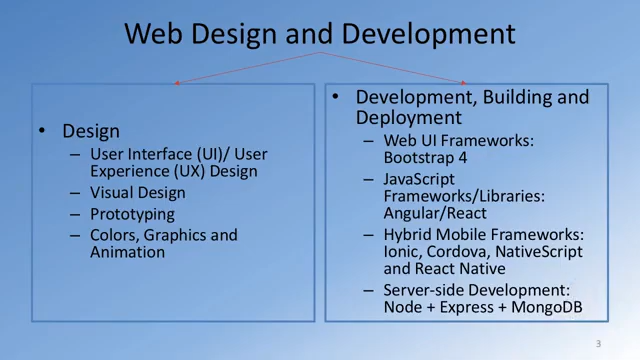 Web Design and Development
• Design
– User Interface (UI)/ User
Experience (UX) Design
– Visual Design
– Prototyping
– Colors, Graphics and
Animation
• Development, Building and
Deployment
– Web UI Frameworks:
Bootstrap 4
– JavaScript
Frameworks/Libraries:
Angular/React
– Hybrid Mobile Frameworks:
Ionic, Cordova, NativeScript
and React Native
– Server-side Development:
Node + Express + MongoDB
3